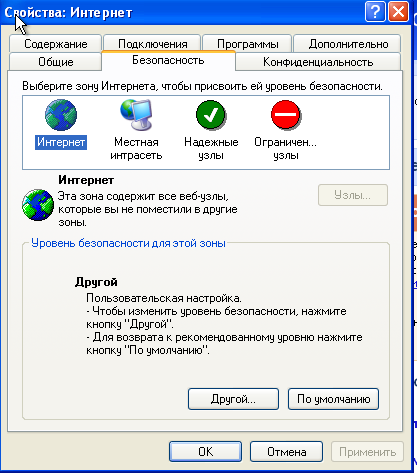 Свойства: Интернет
Содержание
Подключения
Программы
Дополнительно
Общие
Безопасность
Конфиденциальность
Выберите зону Интернета, чтобы присвоить ей уровень безопасности.
Интернет
Местная
интрасеть
Надежные
узлы
Ограничен...
узлы
Интернет
Эта зона содержит все веб-узлы,
которые вы не поместили в другие
зоны.
Узлы...
Уровень безопасности для этой зоны
Другой
Пользовательская настройка.
- Чтобы изменить уровень безопасности, нажмите
кнопку "Другой".
- Для возврата к рекомендованному уровню нажмите
кнопку "По умолчанию".
Другой...
По умолчанию
OK
Отмена
Применить